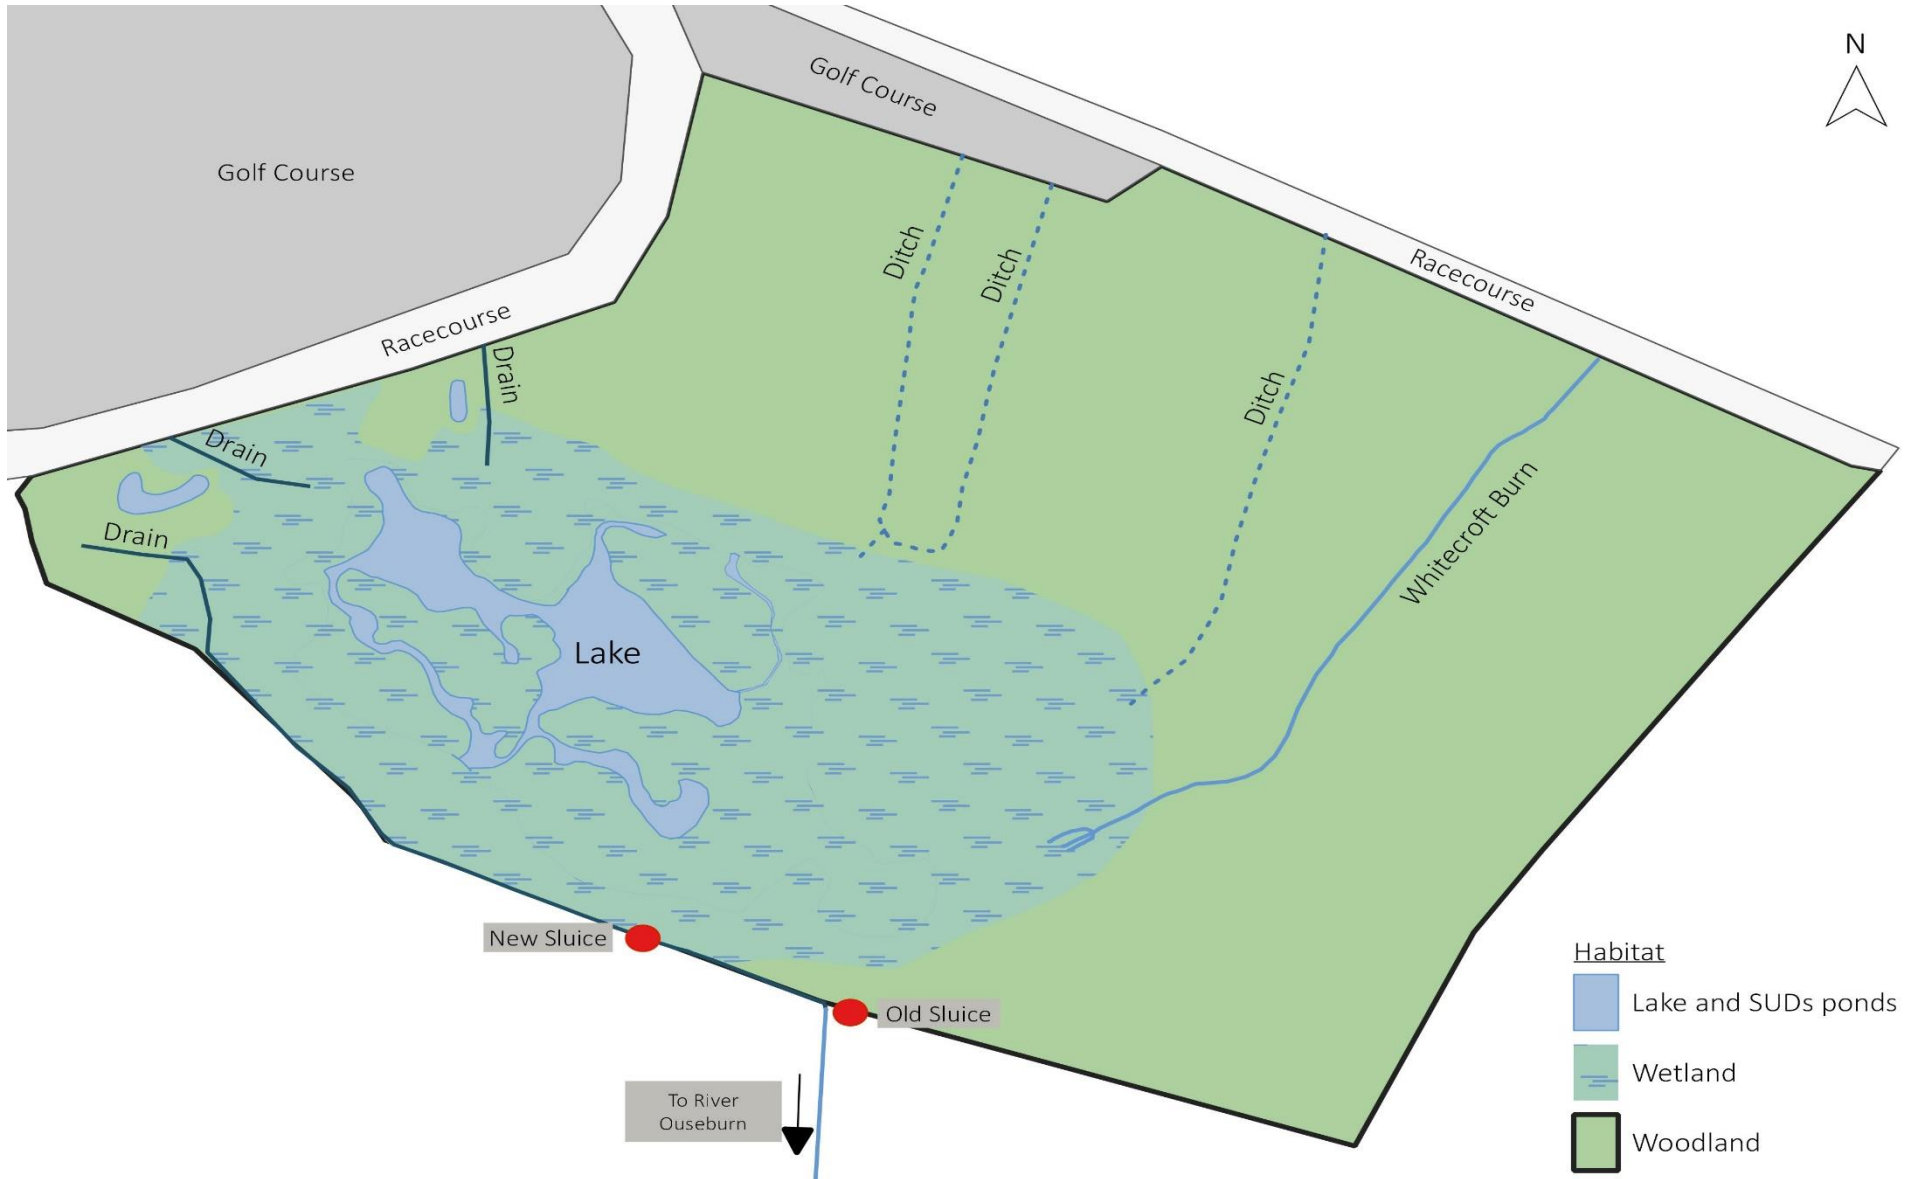 N
Golf Course
Golf Course
Ditch
Ditch
Racecourse
Racecourse
Drain
Ditch
Drain
Whitecroft Burn
Drain
Lake
New Sluice
Habitat
Lake and SUDs ponds
Old Sluice
Wetland
To River
Ouseburn
Woodland